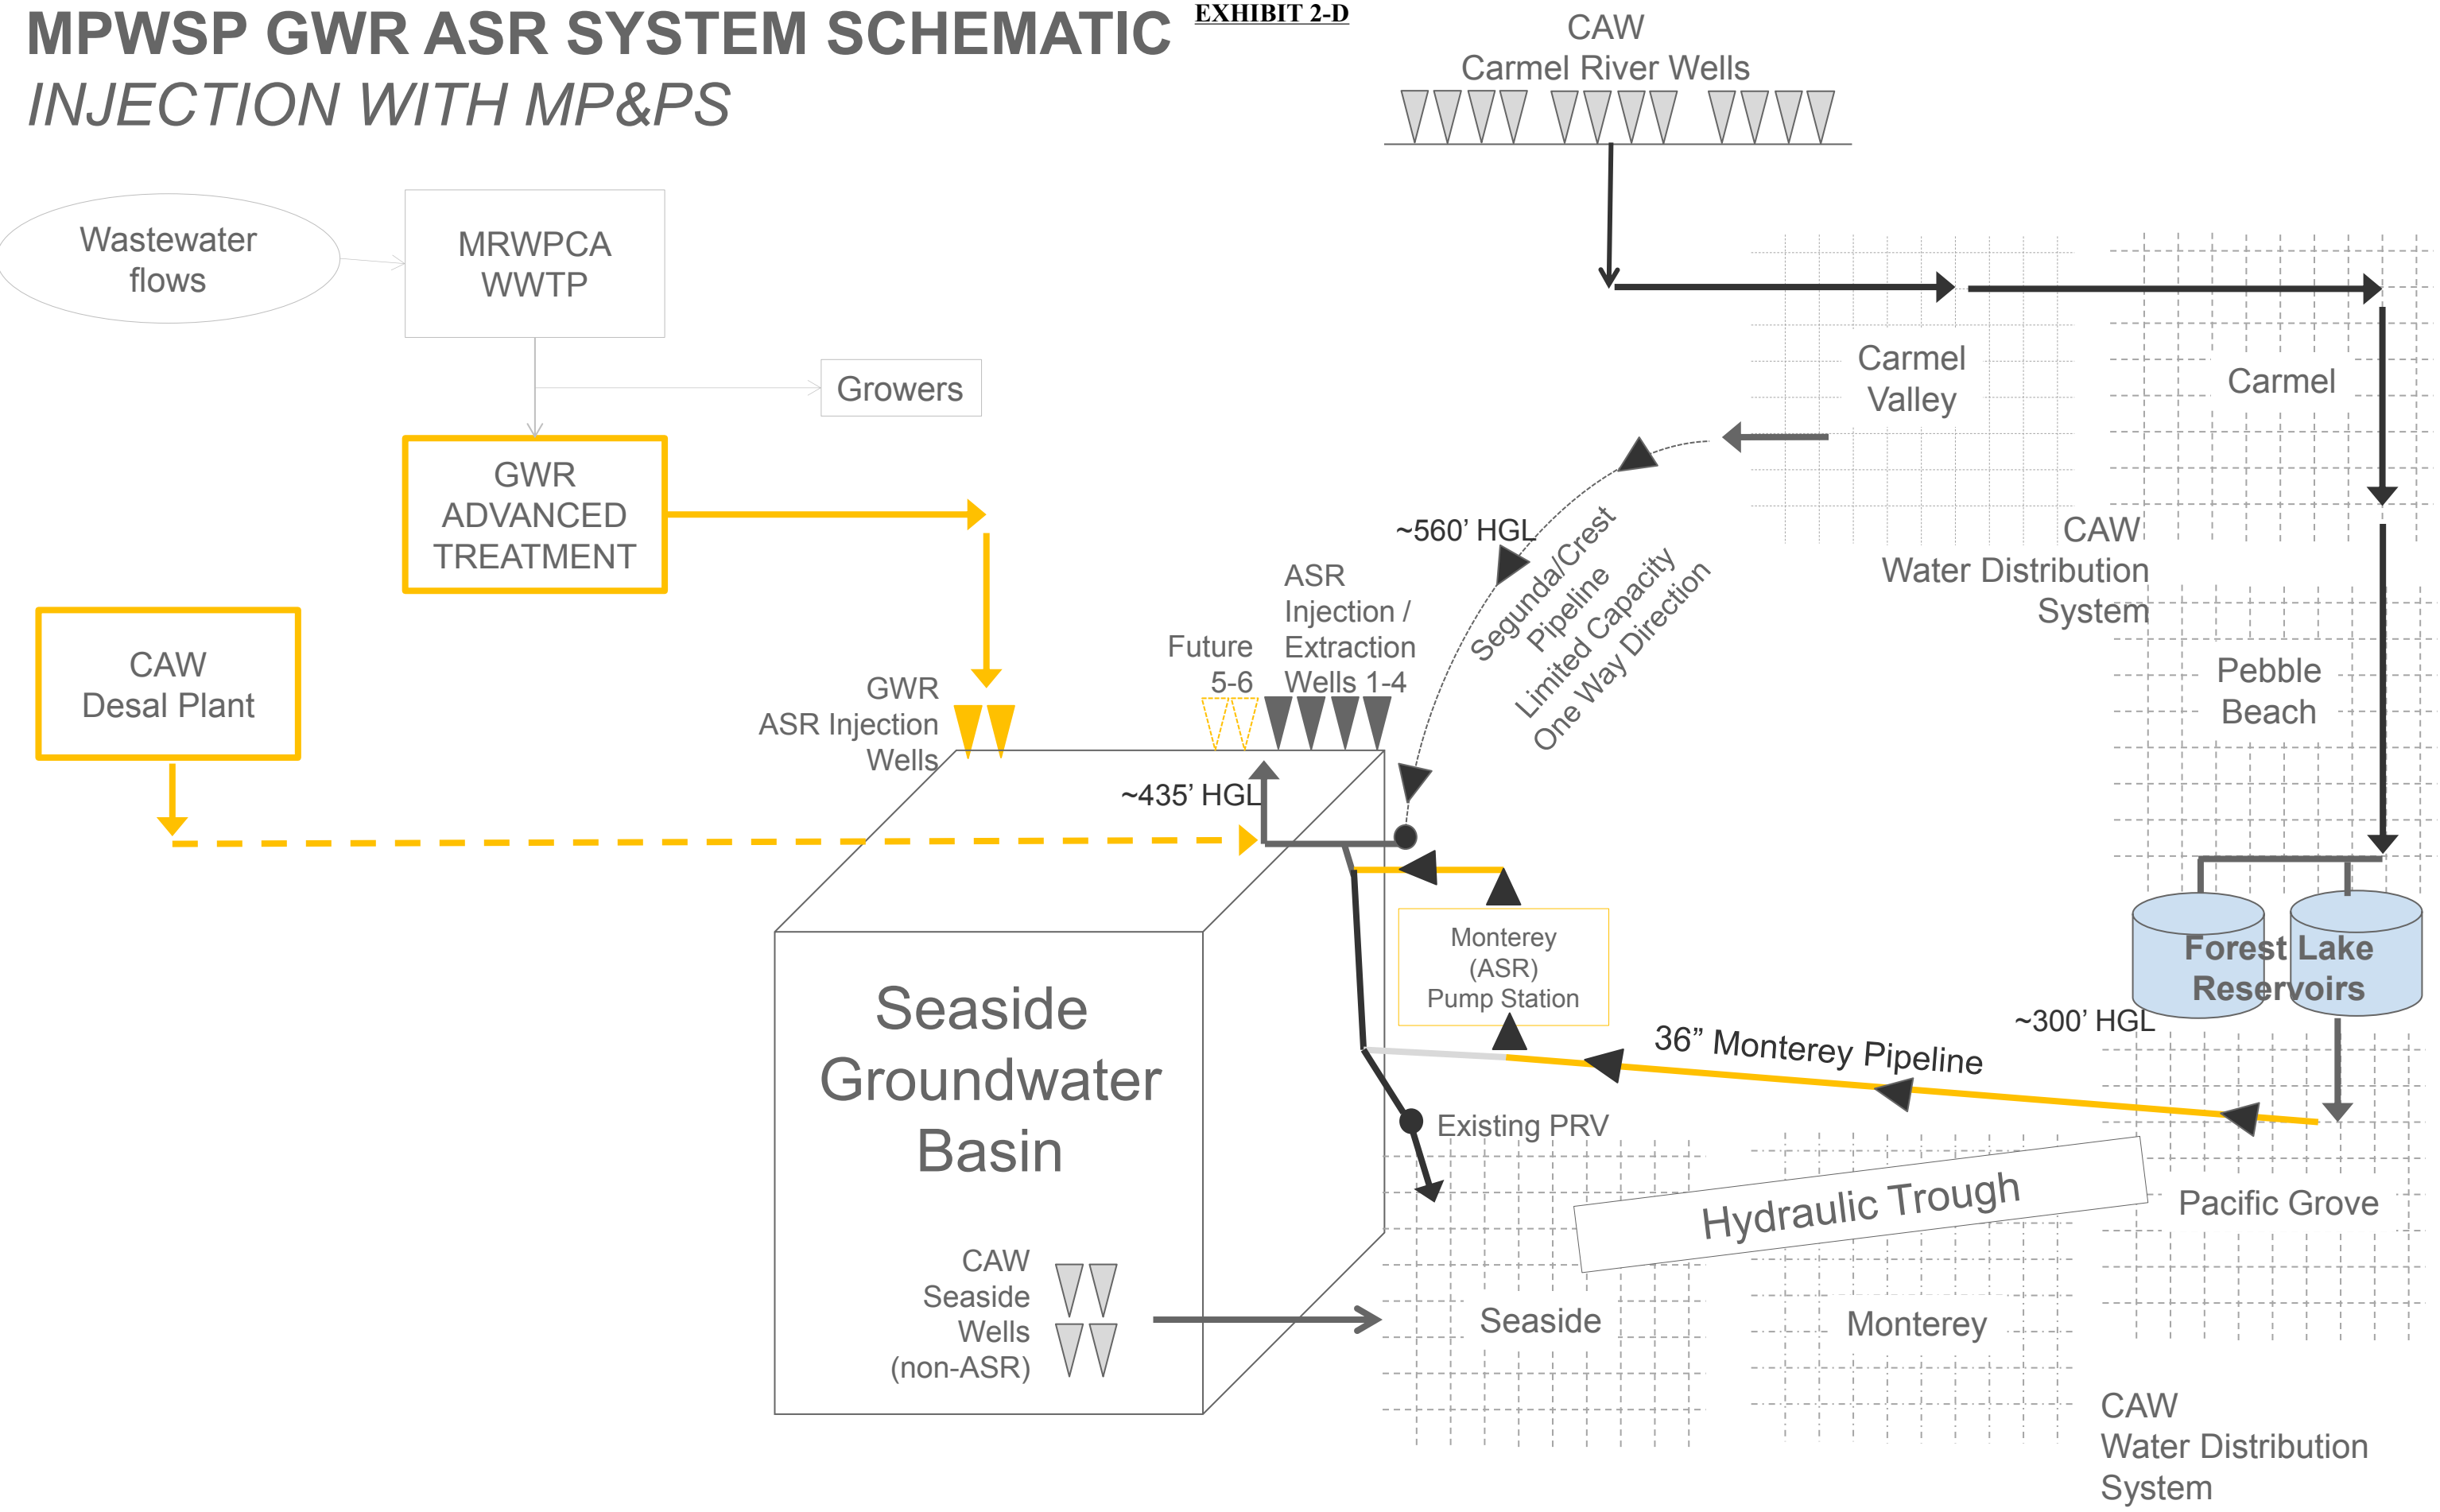 MPWSP GWR ASR SYSTEM SCHEMATIC
INJECTION WITH MP&PS
EXHIBIT 2-D
CAW
Carmel River Wells
Wastewater
flows
MRWPCA
WWTP
Growers
GWR
ADVANCED
TREATMENT
CAW
Desal Plant
GWR
ASR Injection
Wells
Future
5-6
ASR
Injection /
Extraction
Wells 1-4
~560’ HGL
Segunda/Crest
Pipeline
Limited Capacity
One Way Direction
Carmel
Valley
Carmel
CAW
Water Distribution
System
Pebble
Beach
~435’ HGL
Monterey
(ASR)
Pump Station
Forest Lake
Reservoirs
~300’ HGL
36” Monterey Pipeline
Existing PRV
Hydraulic Trough
Pacific Grove
Seaside
Groundwater
Basin
CAW
Seaside
Wells
(non-ASR)
Seaside
Monterey
CAW
Water Distribution
System